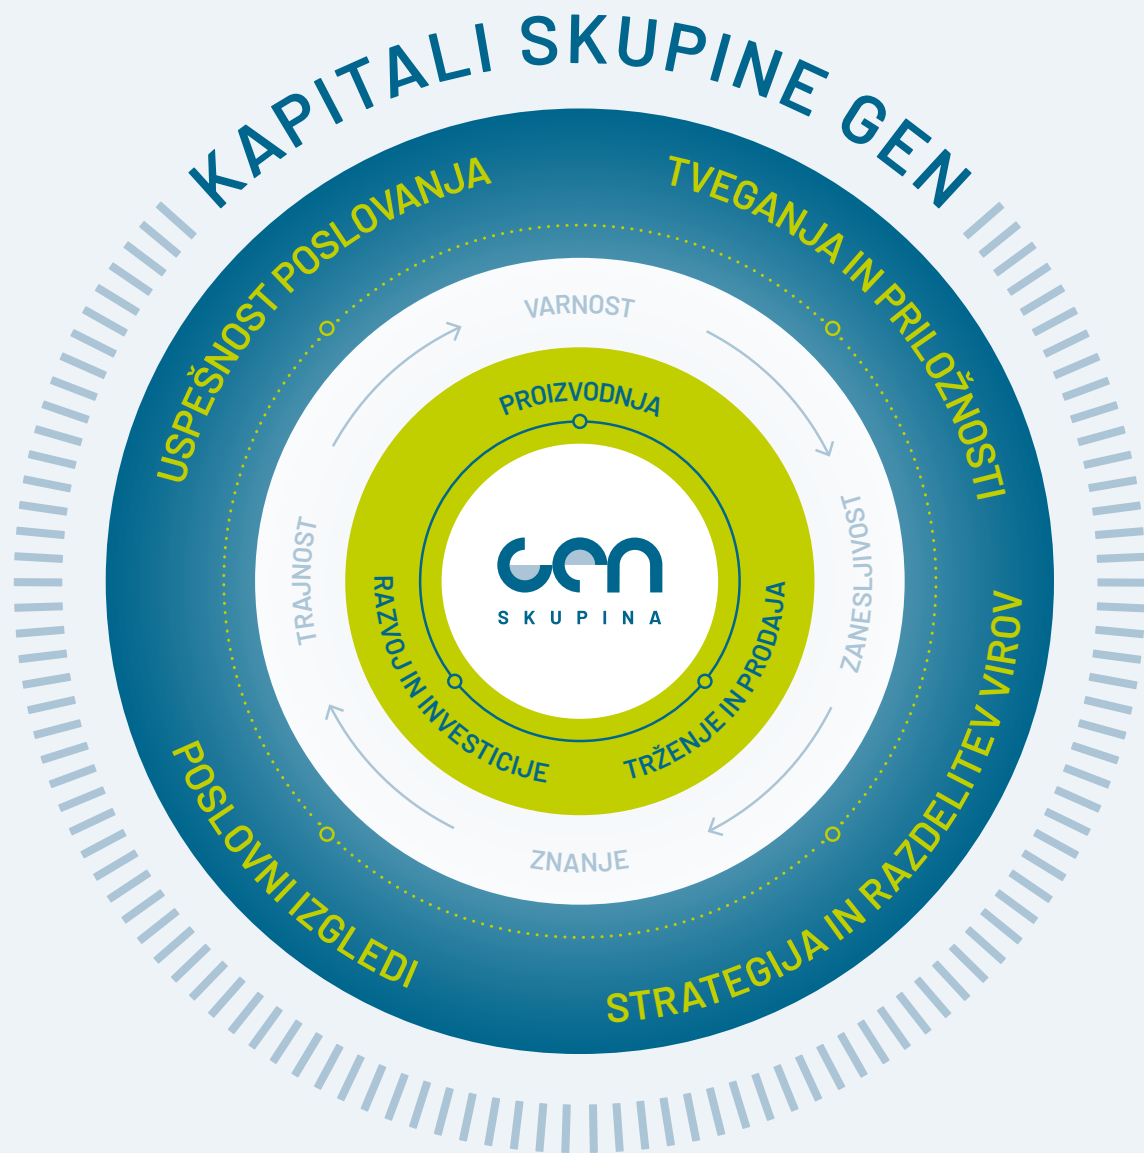 KAPITALI SKUPINE GEN
USPEŠNOST POSLOVANJA
TVEGANJA IN PRILOŽNOSTI
STRATEGIJA IN RAZDELITEV VIROV
POSLOVNI IZGLEDI
VARNOST
ZANESLJIVOST
ZNANJE
TRAJNOST
PROIZVODNJA
TRŽENJE IN PRODAJA
RAZVOJ IN INVESTICIJE
gen
SKUPINA